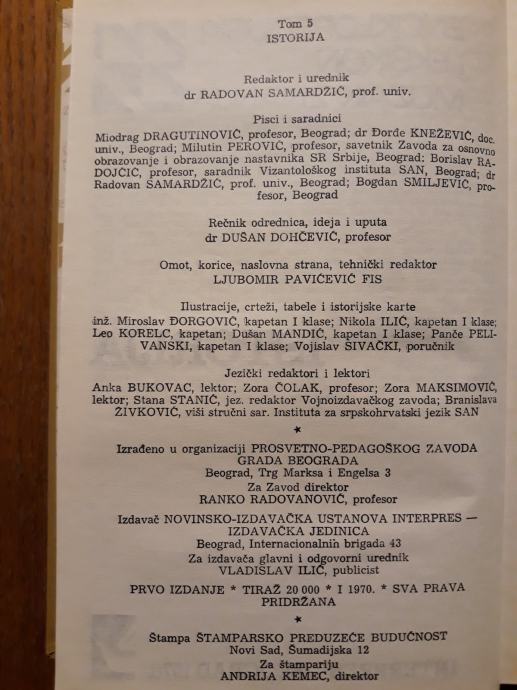 Tom 5
ISTORIJA
Redaktor i urednik
dr RADOVAN SAMARDŽIĆ, prof. univ.
Pisci i saradnici
Miodrag DRAGUTINOVIĆ, profesor, Beograd; dr Đorđe KNEŽEVIĆ, doc.
univ., Beograd; Milutin PEROVIĆ, profesor, savetnik Zavoda za osnovno
obrazovanje i obrazovanje nastavnika SR Srbije, Beograd; Borislav RA-
DOJČIĆ, profesor, saradnik Vizantološkog instituta SAN, Beograd; dr
Radovan SAMARDŽIĆ, prof. univ., Beograd; Bogdan SMILJEVIĆ, pro-
fesor, Beograd
Rečnik odrednica, ideja i uputa
dr DUŠAN DOHČEVIĆ, profesor
Omot, korice, naslovna strana, tehnički redaktor
LJUBOMIR PAVIĆEVIĆ FIS
Ilustracije, crteži, tabele i istorijske karte
inž. Miroslav ĐORGOVIĆ, kapetan I klase; Nikola ILIĆ, kapetan I klase;
Leo KORELC, kapetan; Dušan MANDIĆ, kapetan I klase; Panče PELI-
VANSKI, kapetan I klase; Vojislav SIVAČKI, poručnik
Jezički redaktori i lektori
Anka BUKOVAC, lektor; Zora ČOLAK, profesor; Zora MAKSIMOVIĆ,
lektor; Stana STANIĆ, jez. redaktor Vojnoizdavačkog zavoda; Branislava
ŽIVKOVIĆ, viši stručni sar. Instituta za srpskohrvatski jezik SAN
*
Izrađeno u organizaciji PROSVETNO-PEDAGOŠKOG ZAVODA
GRADA BEOGRADA
Beograd, Trg Marksa i Engelsa 3
Za Zavod direktor
RANKO RADOVANOVIĆ, profesor
Izdavač NOVINSKO-IZDAVAČKA USTANOVA INTERPRES —
IZDAVAČKA JEDINICA
Beograd, Internacionalnih brigada 43
Za izdavača glavni i odgovorni urednik
VLADISLAV ILIĆ, publicist
PRVO IZDANJE * TIRAŽ 20 000 * I 1970. * SVA PRAVA
PRIDRŽANA
*
Štampa ŠTAMPARSKO PREDUZEĆE BUDUĆNOST
Novi Sad, Šumadijska 12
Za štampariju
ANDRIJA KEMEC, direktor